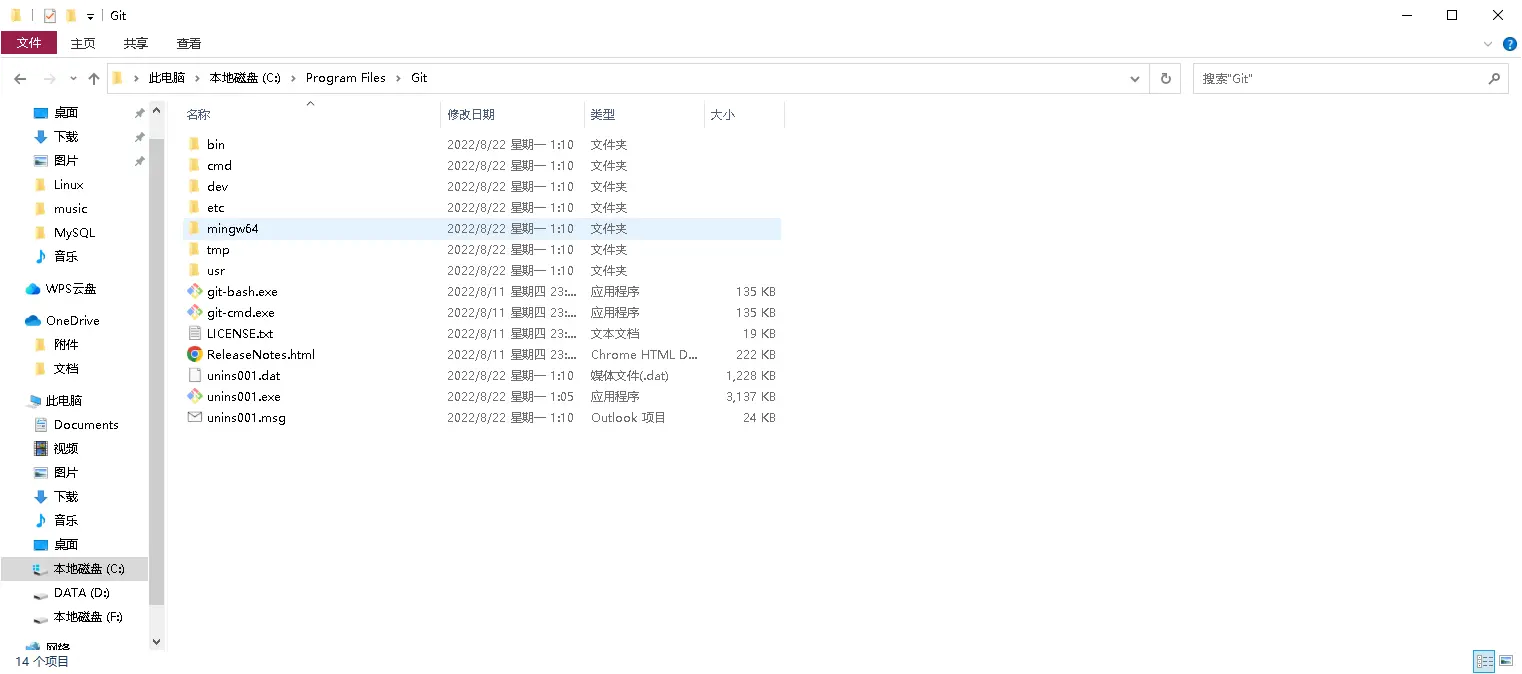 Git
文件 主页 共享 查看
此电脑 本地磁盘 (C:) Program Files Git
搜索"Git"
桌面
下载
图片
Linux
music
MySQL
音乐
WPS云盘
OneDrive
附件
文档
此电脑
Documents
视频
图片
下载
音乐
桌面
本地磁盘 (C:)
DATA (D:)
本地磁盘 (F:)
网络
名称 修改日期 类型 大小
bin 2022/8/22 星期一 1:10 文件夹
cmd 2022/8/22 星期一 1:10 文件夹
dev 2022/8/22 星期一 1:10 文件夹
etc 2022/8/22 星期一 1:10 文件夹
mingw64 2022/8/22 星期一 1:10 文件夹
tmp 2022/8/22 星期一 1:10 文件夹
usr 2022/8/22 星期一 1:10 文件夹
git-bash.exe 2022/8/11 星期四 23:... 应用程序 135 KB
git-cmd.exe 2022/8/11 星期四 23:... 应用程序 135 KB
LICENSE.txt 2022/8/11 星期四 23:... 文本文档 19 KB
ReleaseNotes.html 2022/8/11 星期四 23:... Chrome HTML D... 222 KB
unins001.dat 2022/8/22 星期一 1:10 媒体文件(.dat) 1,228 KB
unins001.exe 2022/8/22 星期一 1:05 应用程序 3,137 KB
unins001.msg 2022/8/22 星期一 1:10 Outlook 项目 24 KB
14 个项目